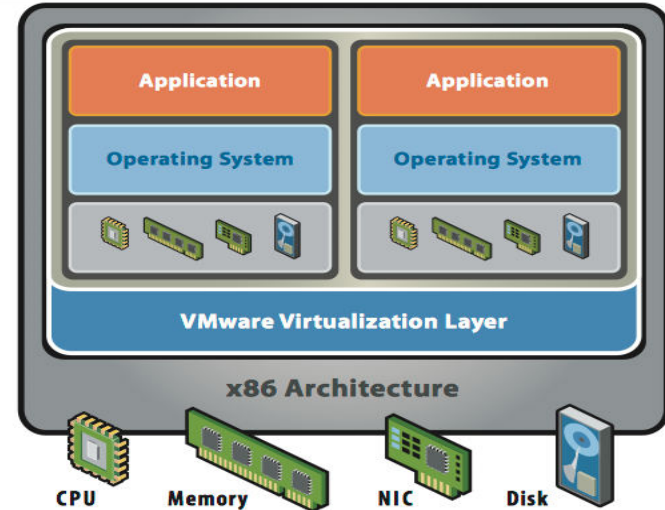 Application Application
Operating System Operating System
VMware Virtualization Layer
x86 Architecture
CPU Memory NIC Disk